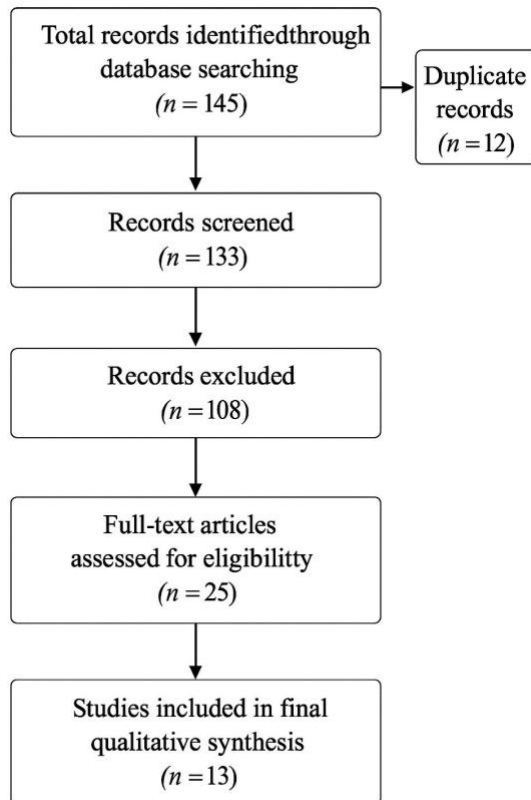 Total records identifiedthrough
database searching
(n = 145)
Duplicate
records
(n = 12)
Records screened
(n = 133)
Records excluded
(n = 108)
Full-text articles
assessed for eligibilitty
(n = 25)
Studies included in final
qualitative synthesis
(n = 13)